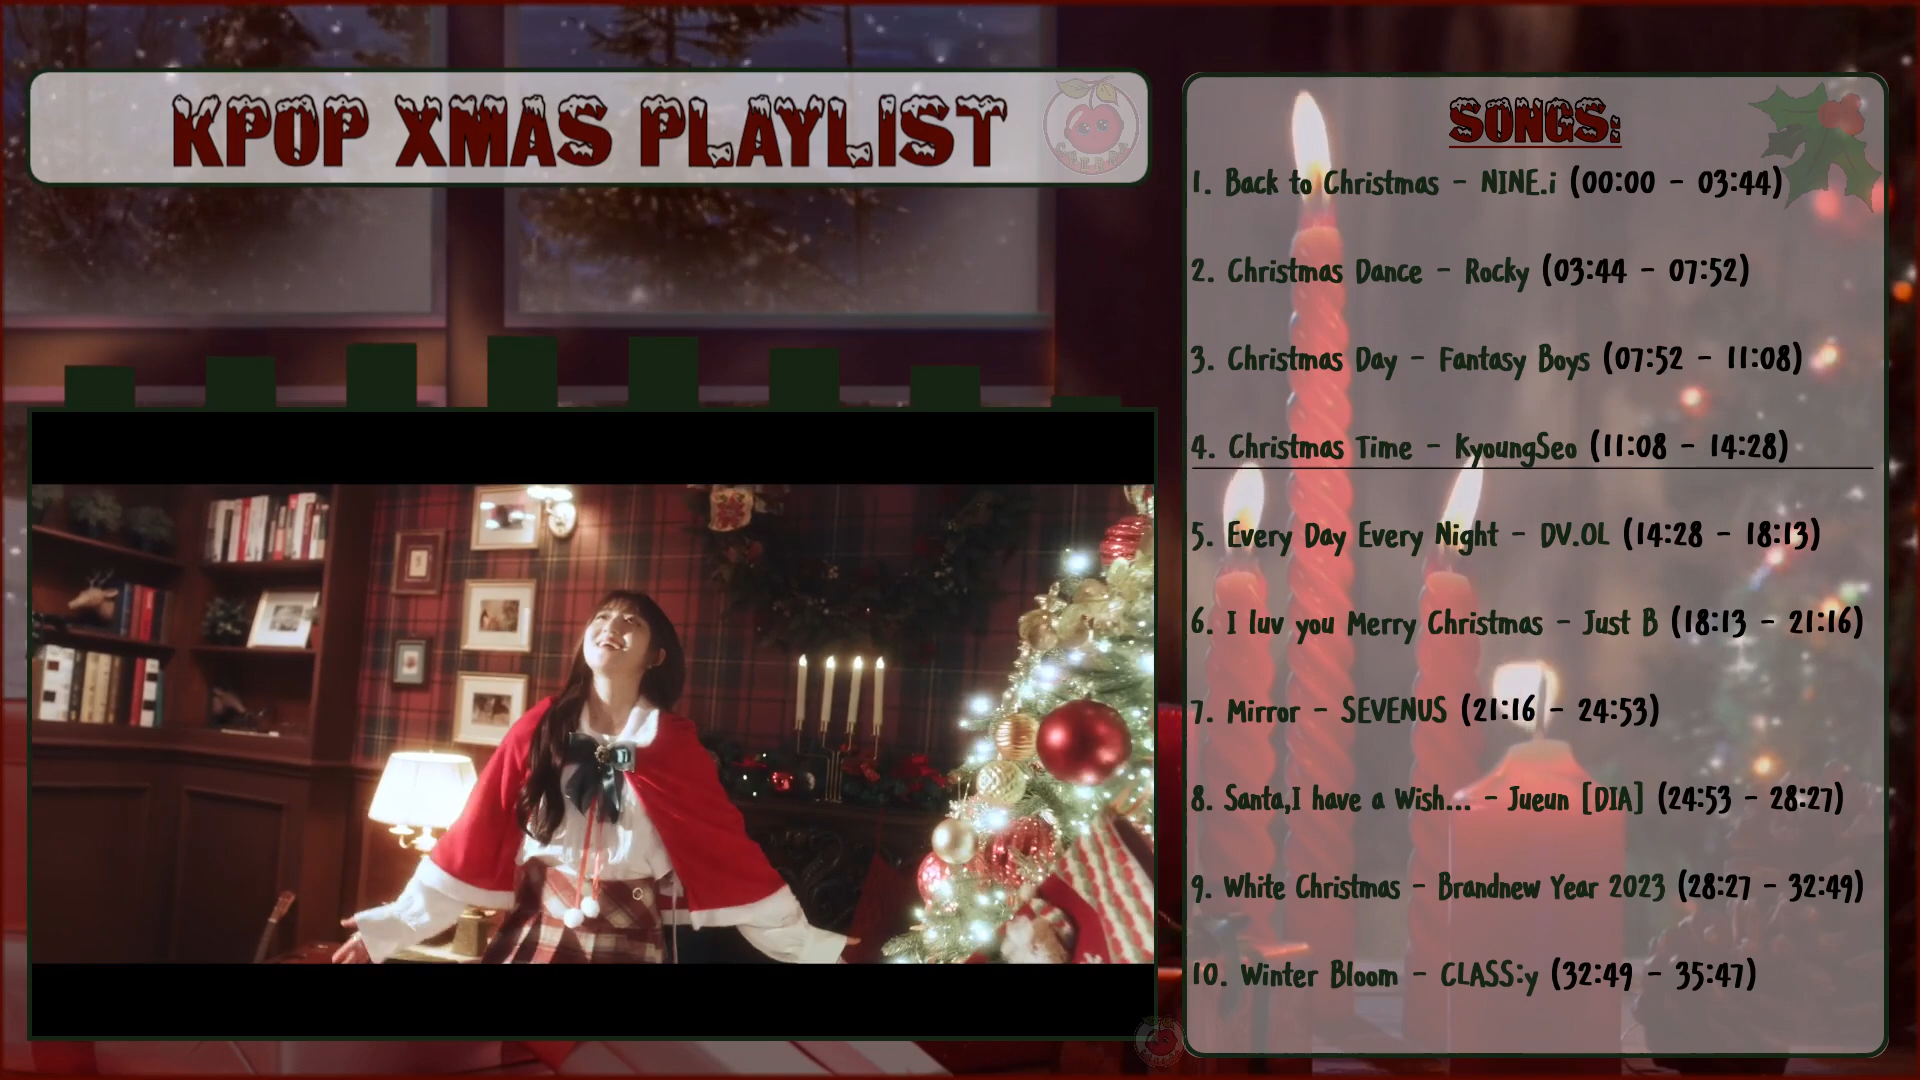 KPOP XMAS PLAYLIST
SONGS:
1. Back to Christmas - NINE.i (00:00 - 03:44)
2. Christmas Dance - Rocky (03:44 - 07:52)
3. Christmas Day - Fantasy Boys (07:52 - 11:08)
4. Christmas Time - KyoungSeo (11:08 - 14:28)
5. Every Day Every Night - DV.OL (14:28 - 18:13)
6. I luv you Merry Christmas - Just B (18:13 - 21:16)
7. Mirror - SEVENUS (21:16 - 24:53)
8. Santa,I have a Wish... - Jueun [DIA] (24:53 - 28:27)
9. White Christmas - Brandnew Year 2023 (28:27 - 32:49)
10. Winter Bloom - CLASS:y (32:49 - 35:47)